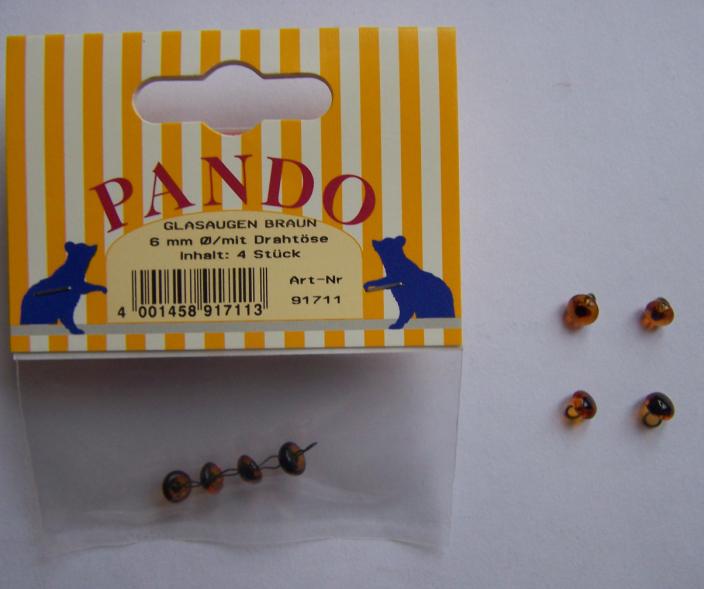 PANDO
GLASAUGEN BRAUN
6 mm Ø/mit Drahtöse
Inhalt: 4 Stück
Art-Nr
91711
4 001458 917113